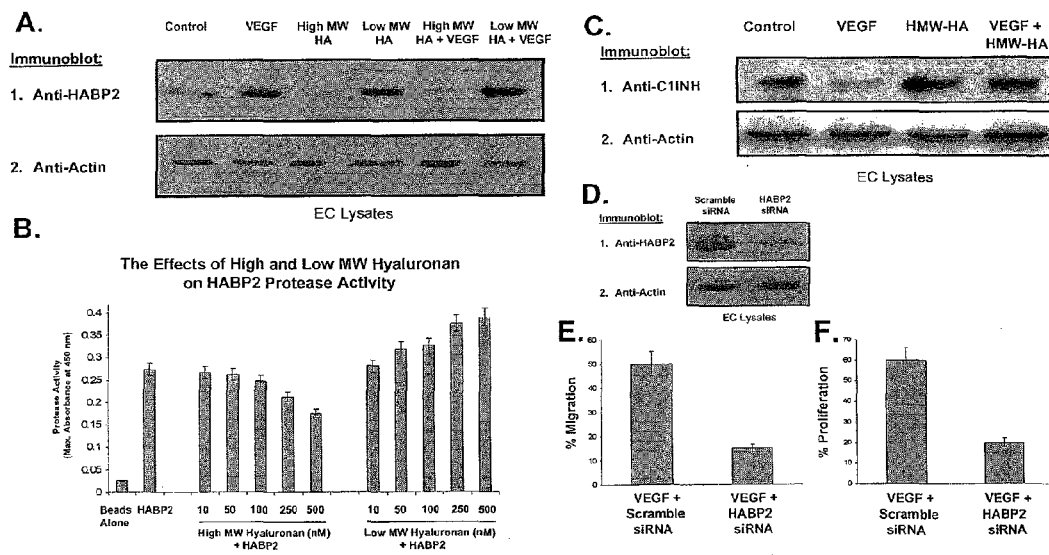 A.
Control VEGF High MW HA Low MW HA High MW HA + VEGF Low MW HA + VEGF
Immunoblot:
1. Anti-HABP2
2. Anti-Actin
EC Lysates
B.
The Effects of High and Low MW Hyaluronan
on HABP2 Protease Activity
Protease Activity
(Max. Absorbance at 450 nm)
0.4
0.35
0.3
0.25
0.2
0.15
0.1
0.05
0
Beads Alone HABP2 10 50 100 250 500 10 50 100 250 500
High MW Hyaluronan (nM)
+ HABP2
Low MW Hyaluronan (nM)
+ HABP2
C.
Control VEGF HMW-HA VEGF + HMW-HA
Immunoblot:
1. Anti-C1INH
2. Anti-Actin
EC Lysates
D.
Scramble siRNA HABP2 siRNA
Immunoblot:
1. Anti-HABP2
2. Anti-Actin
EC Lysates
E.
% Migration
60
50
40
30
20
10
0
VEGF + Scramble siRNA VEGF + HABP2 siRNA
F.
% Proliferation
70
60
50
40
30
20
10
0
VEGF + Scramble siRNA VEGF + HABP2 siRNA